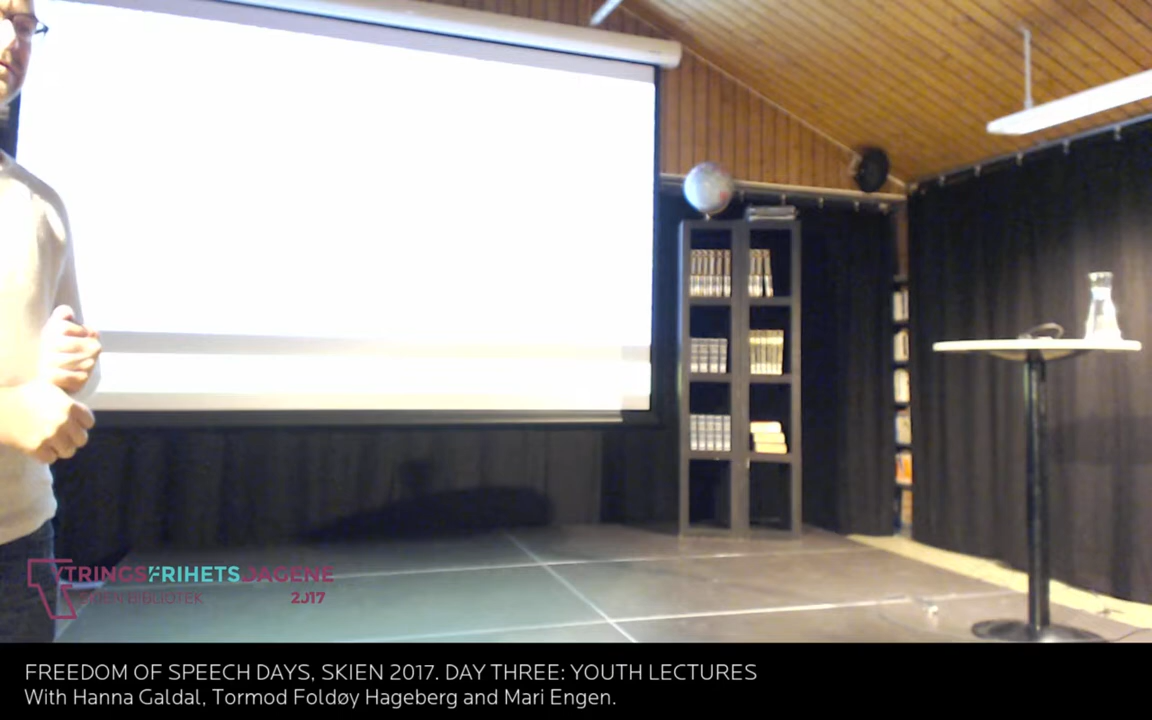 YTRINGSFRIHETSDAGENE
SKIEN BIBLIOTEK 2017
FREEDOM OF SPEECH DAYS, SKIEN 2017. DAY THREE: YOUTH LECTURES
With Hanna Galdal, Tormod Foldøy Hageberg and Mari Engen.